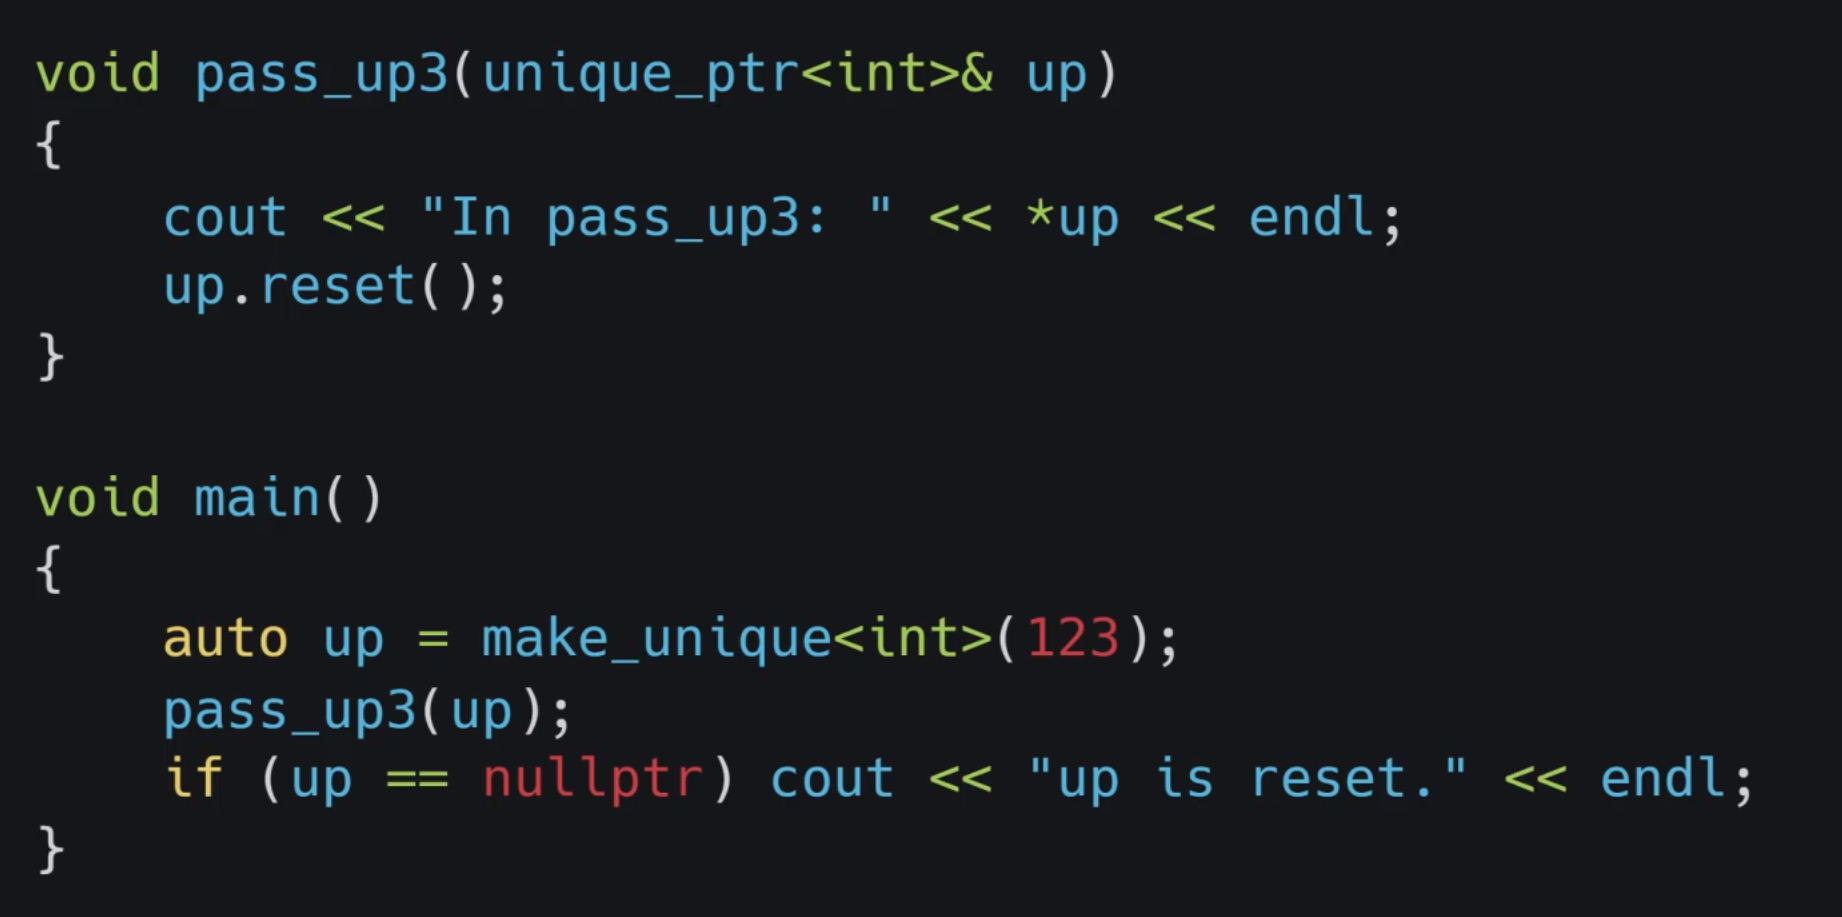 void pass_up3(unique_ptr<int>& up)
{
    cout << "In pass_up3: " << *up << endl;
    up.reset();
}

void main()
{
    auto up = make_unique<int>(123);
    pass_up3(up);
    if (up == nullptr) cout << "up is reset." << endl;
}